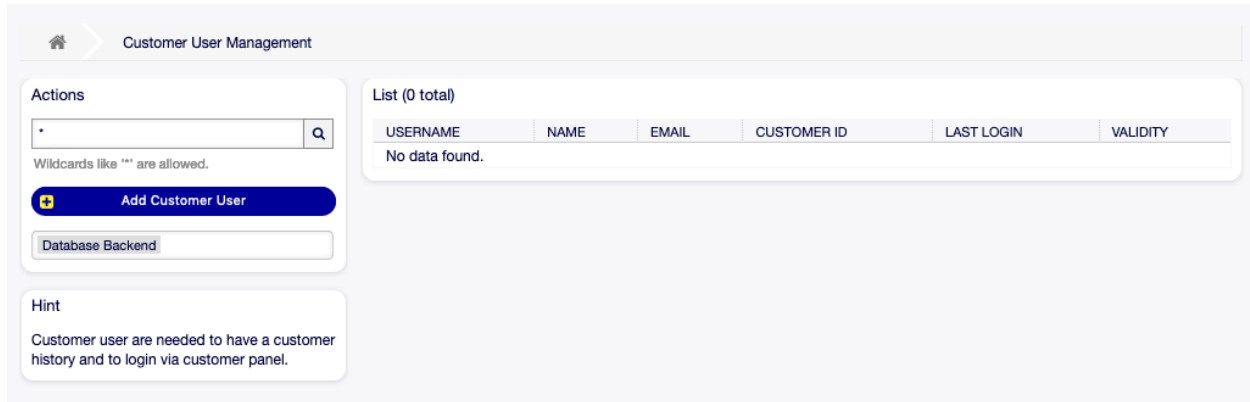 Customer User Management
Actions
*
Wildcards like '*' are allowed.
Add Customer User
Database Backend
Hint
Customer user are needed to have a customer
history and to login via customer panel.
List (0 total)
USERNAME NAME EMAIL CUSTOMER ID LAST LOGIN VALIDITY
No data found.